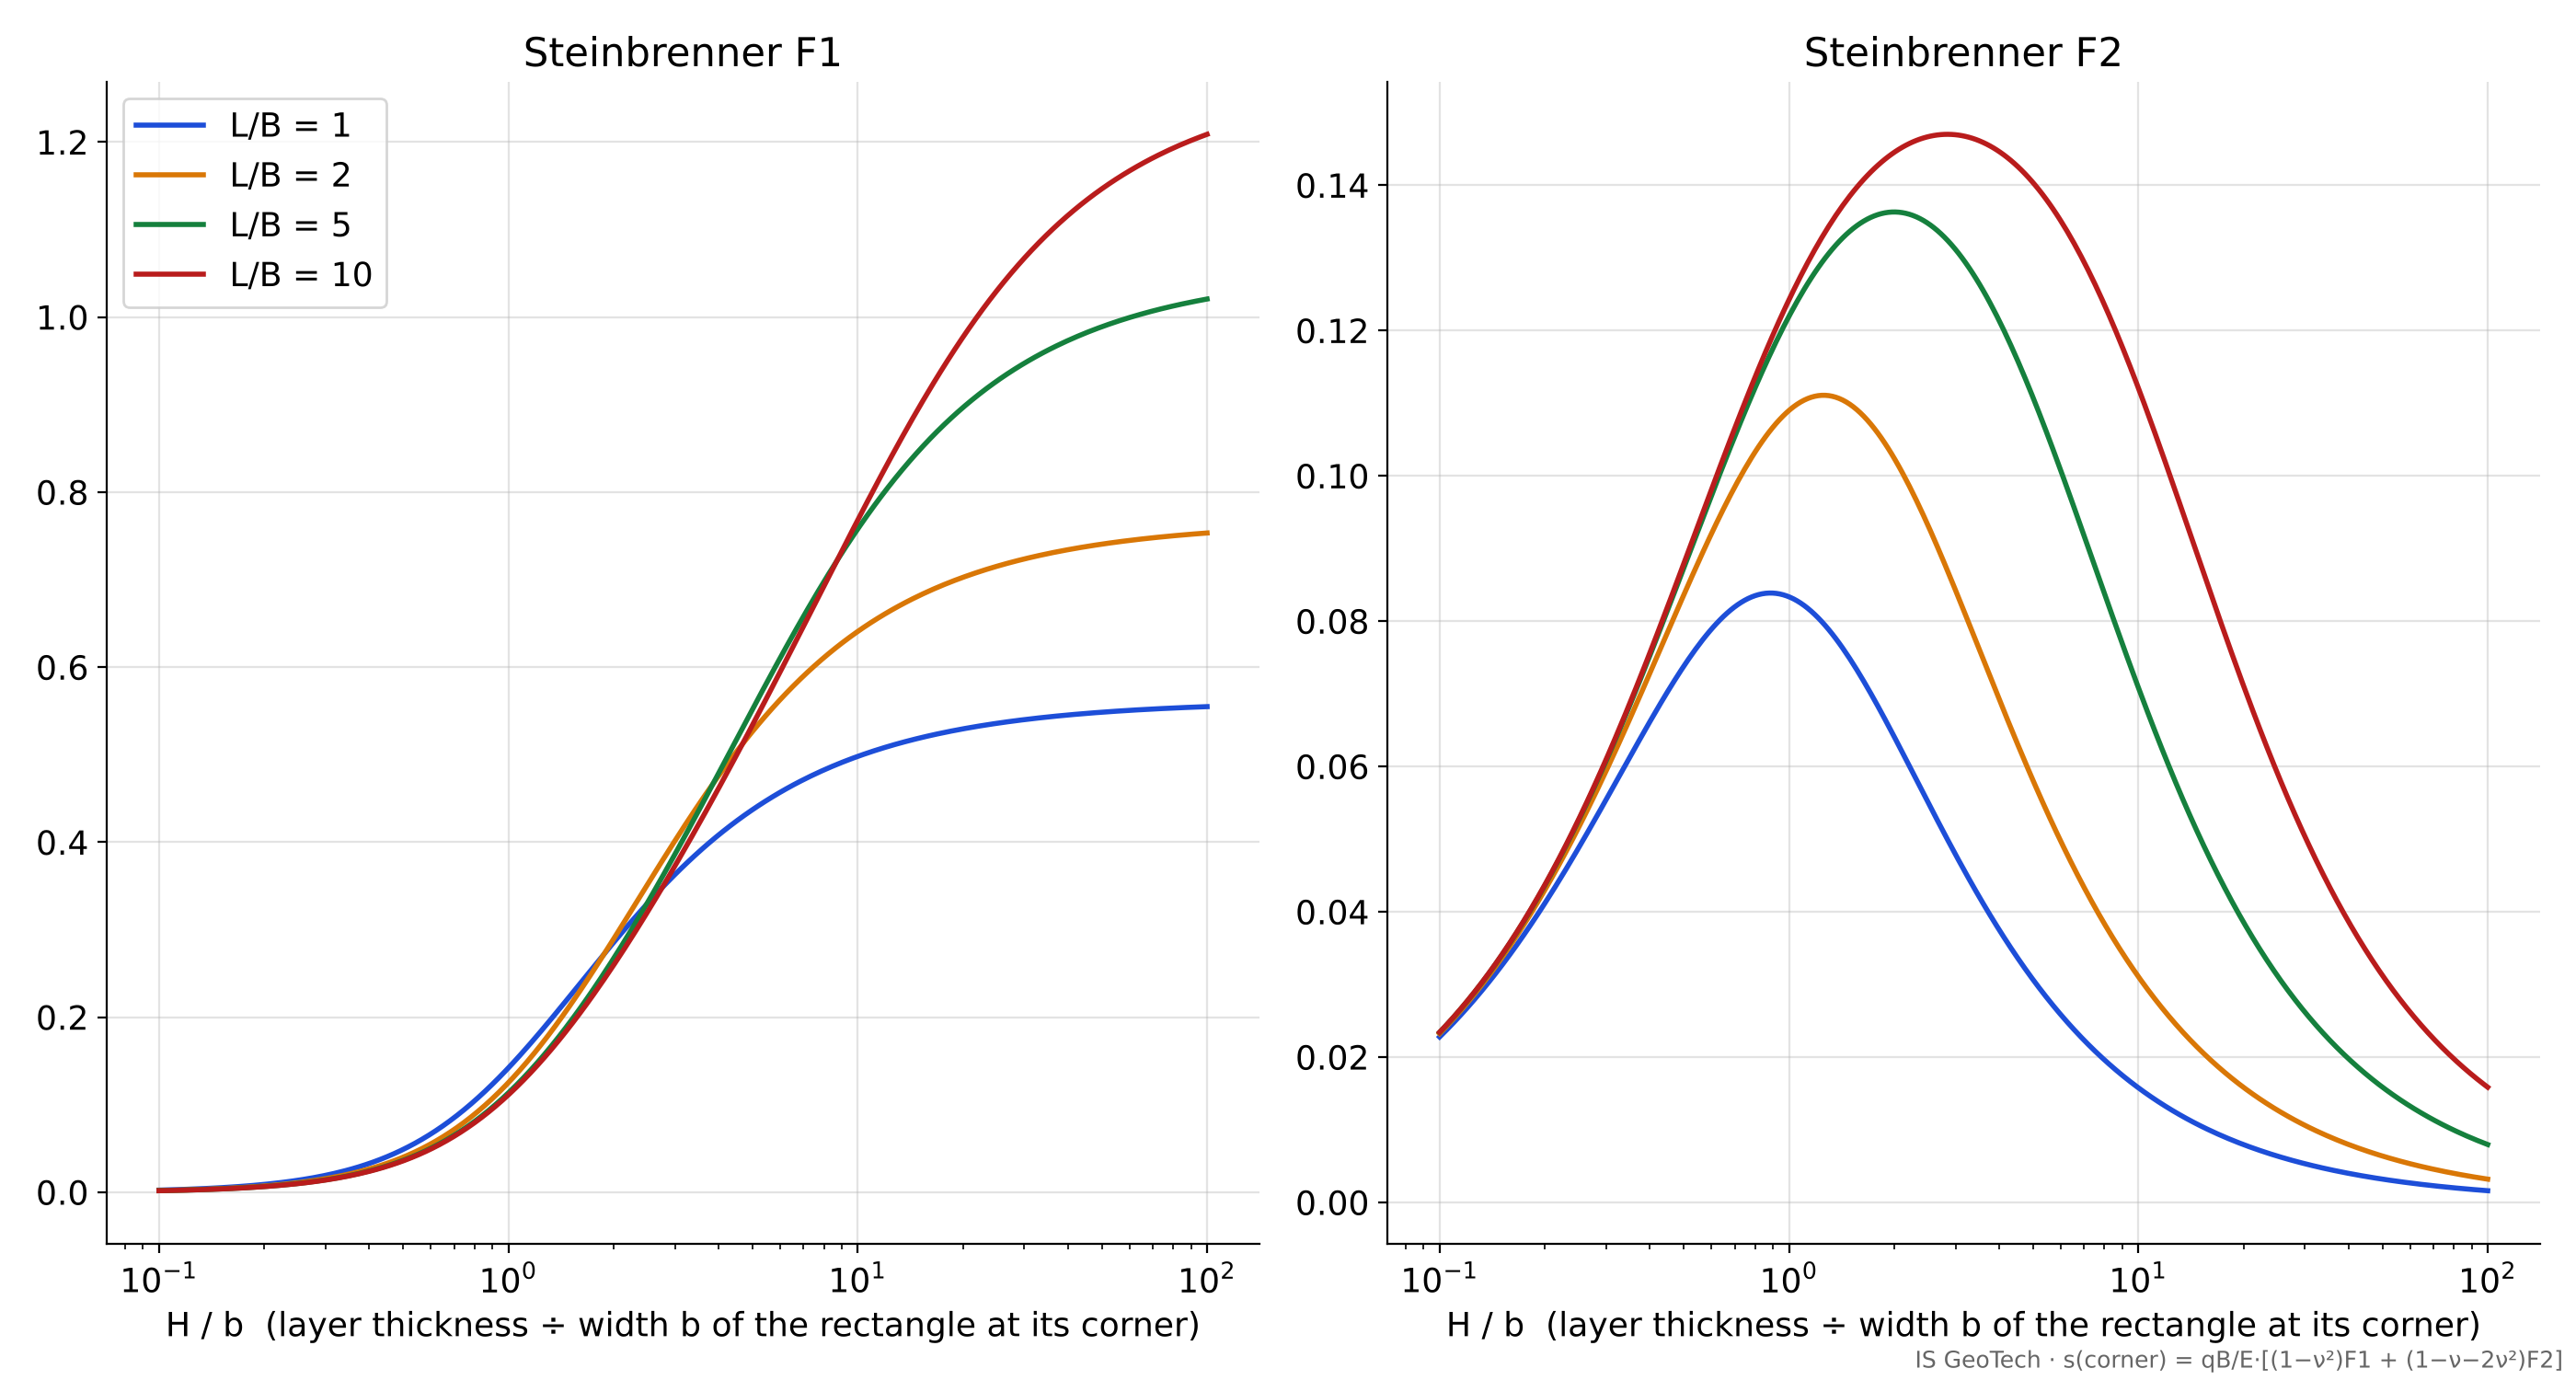 Steinbrenner F1
L/B = 1
L/B = 2
L/B = 5
L/B = 10
1.2
1.0
0.8
0.6
0.4
0.2
0.0
10⁻¹ 10⁰ 10¹ 10²
H / b (layer thickness ÷ width b of the rectangle at its corner)
Steinbrenner F2
0.14
0.12
0.10
0.08
0.06
0.04
0.02
0.00
10⁻¹ 10⁰ 10¹ 10²
H / b (layer thickness ÷ width b of the rectangle at its corner)
IS GeoTech · s(corner) = qB/E·[(1−ν²)F1 + (1−ν−2ν²)F2]